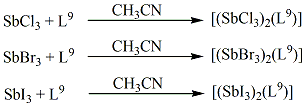 SbCl₃ + L⁹ CH₃CN [(SbCl₃)₂(L⁹)]
SbBr₃ + L⁹ CH₃CN [(SbBr₃)₂(L⁹)]
SbI₃ + L⁹ CH₃CN [(SbI₃)₂(L⁹)]